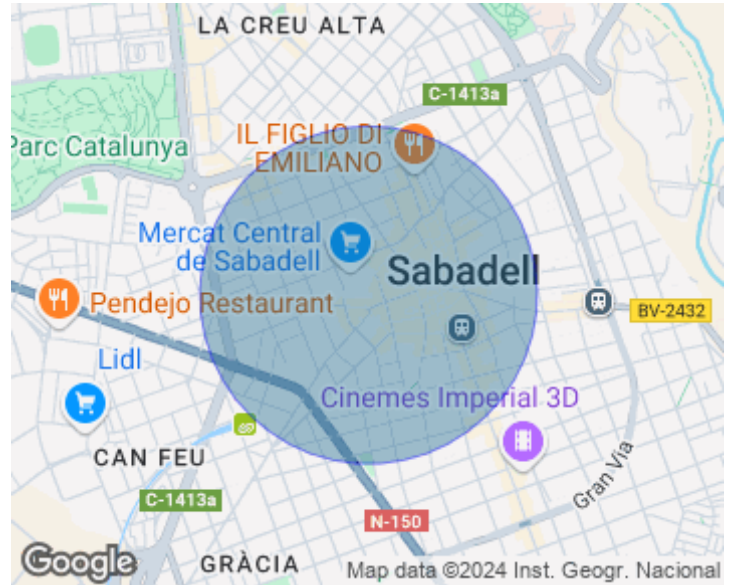 LA CREU ALTA
C-1413a
IL FIGLIO DI
EMILIANO
Parc Catalunya
Mercat Central
de Sabadell
Sabadell
Pendejo Restaurant
BV-2432
Lidl
Cinemes Imperial 3D
CAN FEU
Gran Via
C-1413a
N-150
GRÀCIA
Google
Map data ©2024 Inst. Geogr. Nacional